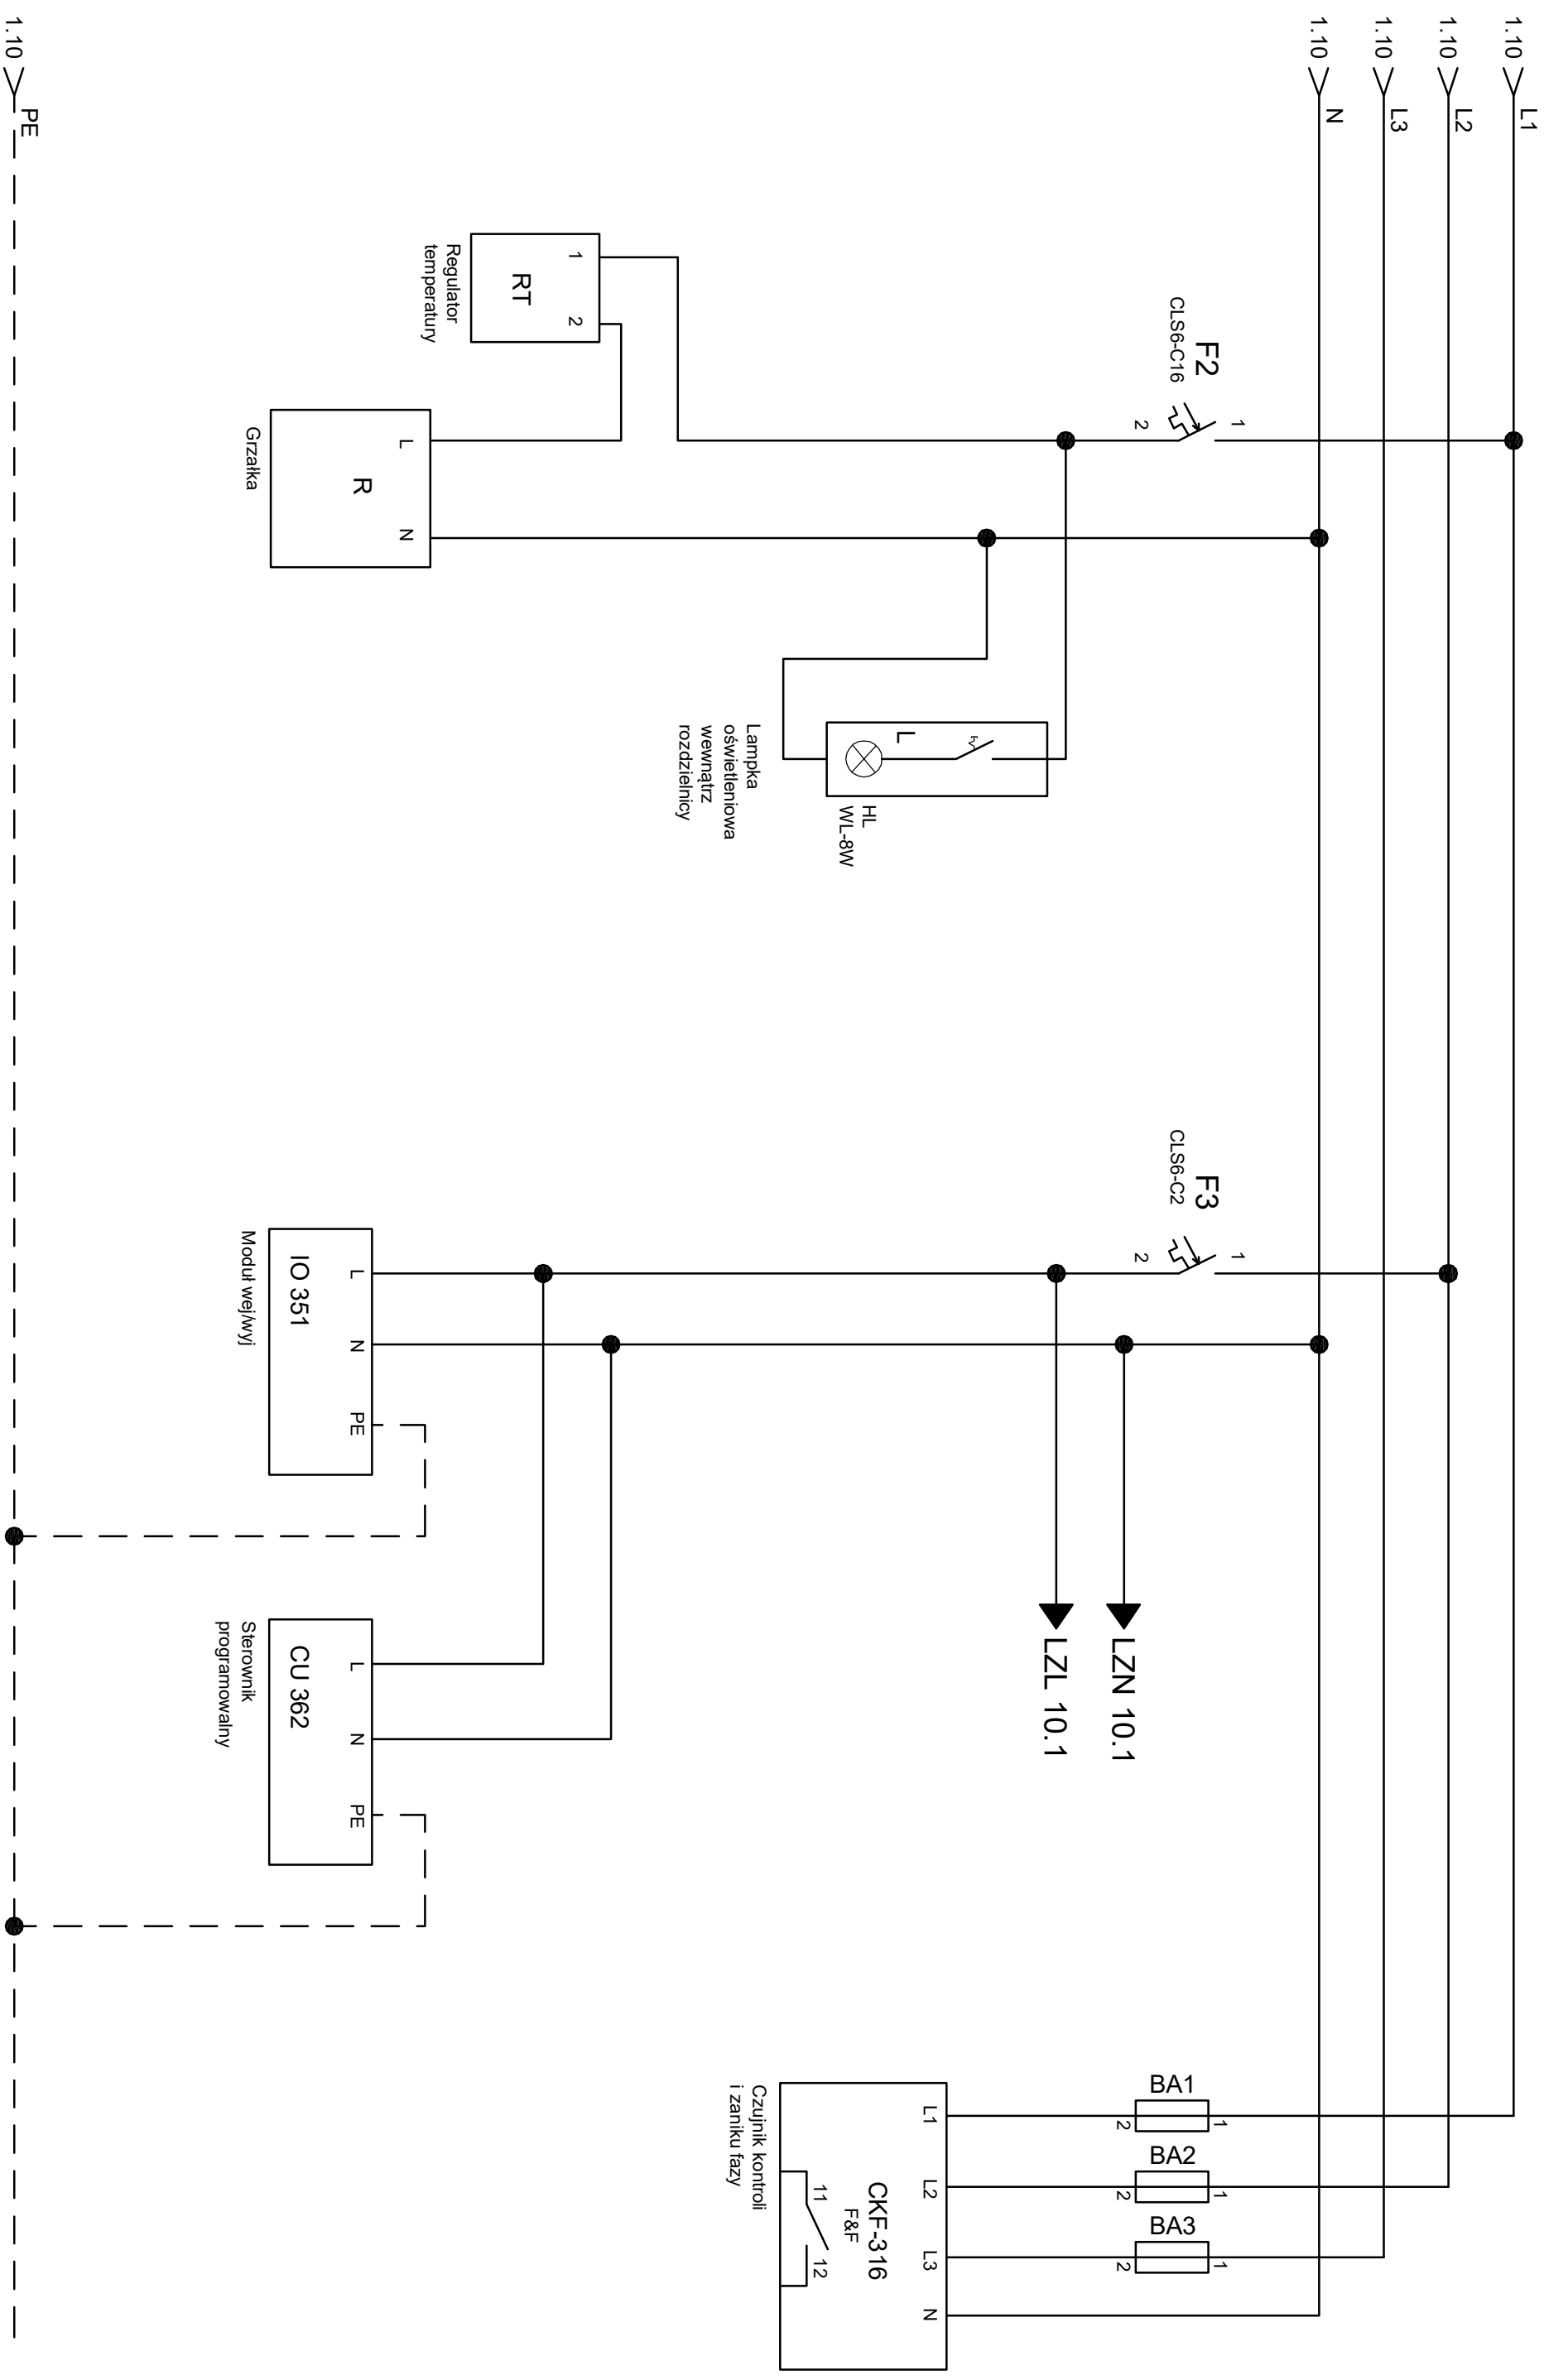 1.10
L1
1.10
L2
1.10
L3
1.10
N
F2
CLS6-C16
1
2
F3
CLS6-C2
1
2
BA1
1
2
BA2
1
2
BA3
1
2
LZN 10.1
LZL 10.1
HL
WL-8W
L
Lampka
oświetleniowa
wewnątrz
rozdzielnicy
L1
L2
L3
N
CKF-316
F&F
11
12
Czujnik kontroli
i zaniku fazy
1
2
RT
Regulator
temperatury
L
N
R
Grzałka
L
N
PE
IO 351
Moduł wej/wyj
L
N
PE
CU 362
Sterownik
programowalny
1.10
PE